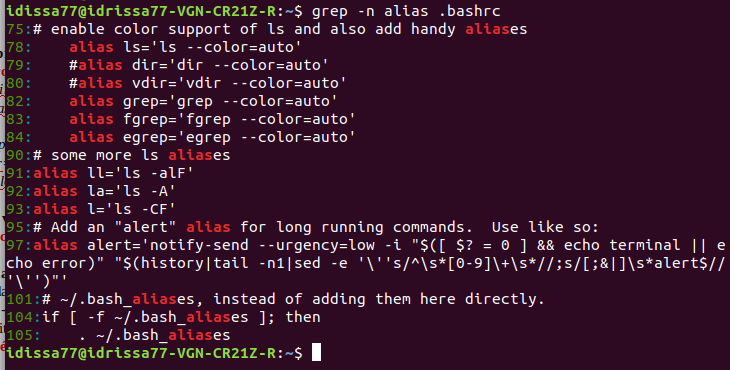 idissa77@idrissa77-VGN-CR21Z-R:~$ grep -n alias .bashrc
75:# enable color support of ls and also add handy aliases
78:    alias ls='ls --color=auto'
79:    #alias dir='dir --color=auto'
80:    #alias vdir='vdir --color=auto'
82:    alias grep='grep --color=auto'
83:    alias fgrep='fgrep --color=auto'
84:    alias egrep='egrep --color=auto'
90:# some more ls aliases
91:alias ll='ls -alF'
92:alias la='ls -A'
93:alias l='ls -CF'
95:# Add an "alert" alias for long running commands.  Use like so:
97:alias alert='notify-send --urgency=low -i "$([ $? = 0 ] && echo terminal || e
cho error)" "$(history|tail -n1|sed -e '\''s/^\s*[0-9]\+\s*//;s/[;&|]\s*alert$//
'\'')"'
101:# ~/.bash_aliases, instead of adding them here directly.
104:if [ -f ~/.bash_aliases ]; then
105:    . ~/.bash_aliases
idissa77@idrissa77-VGN-CR21Z-R:~$